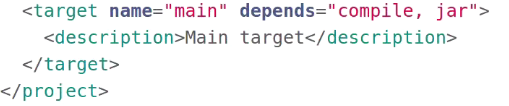 <target name="main" depends="compile, jar">
<description>Main target</description>
</target>
</project>